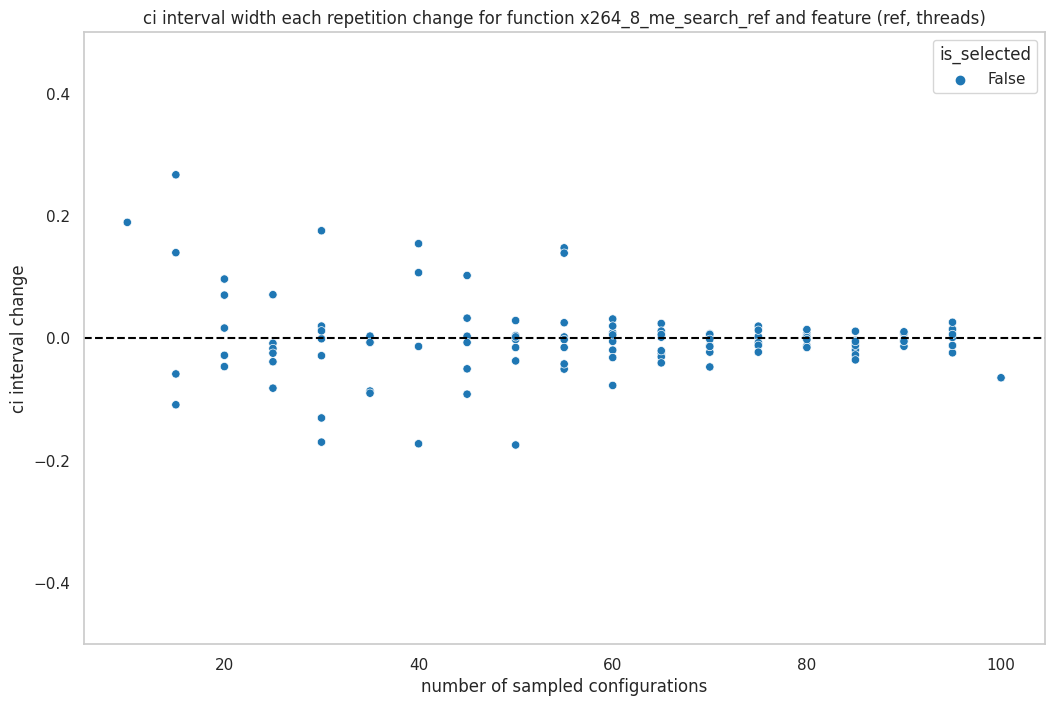 ci interval width each repetition change for function x264_8_me_search_ref and feature (ref, threads)
is_selected
False
0.4
0.2
0.0
−0.2
−0.4
ci interval change
20 40 60 80 100
number of sampled configurations